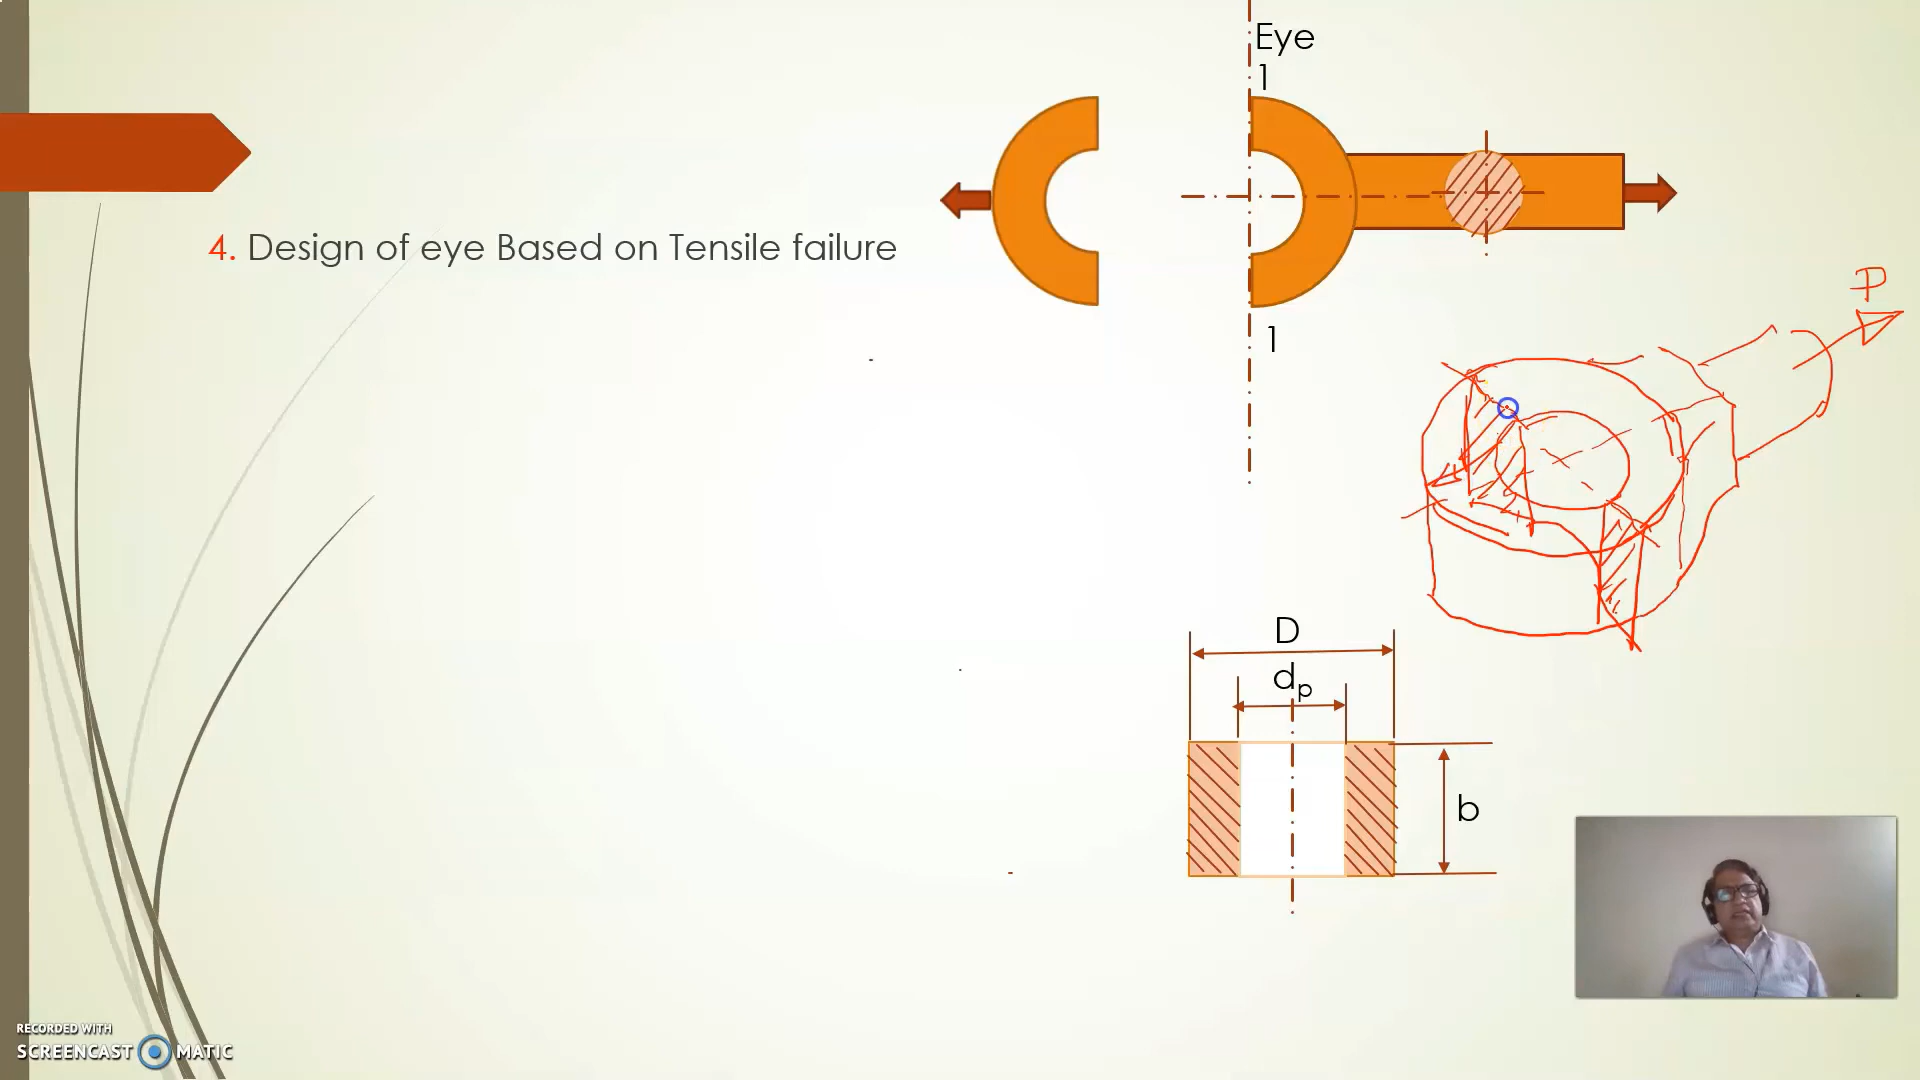 Eye
1
4. Design of eye Based on Tensile failure
P
1
D
dp
b
RECORDED WITH
SCREENCAST MATIC